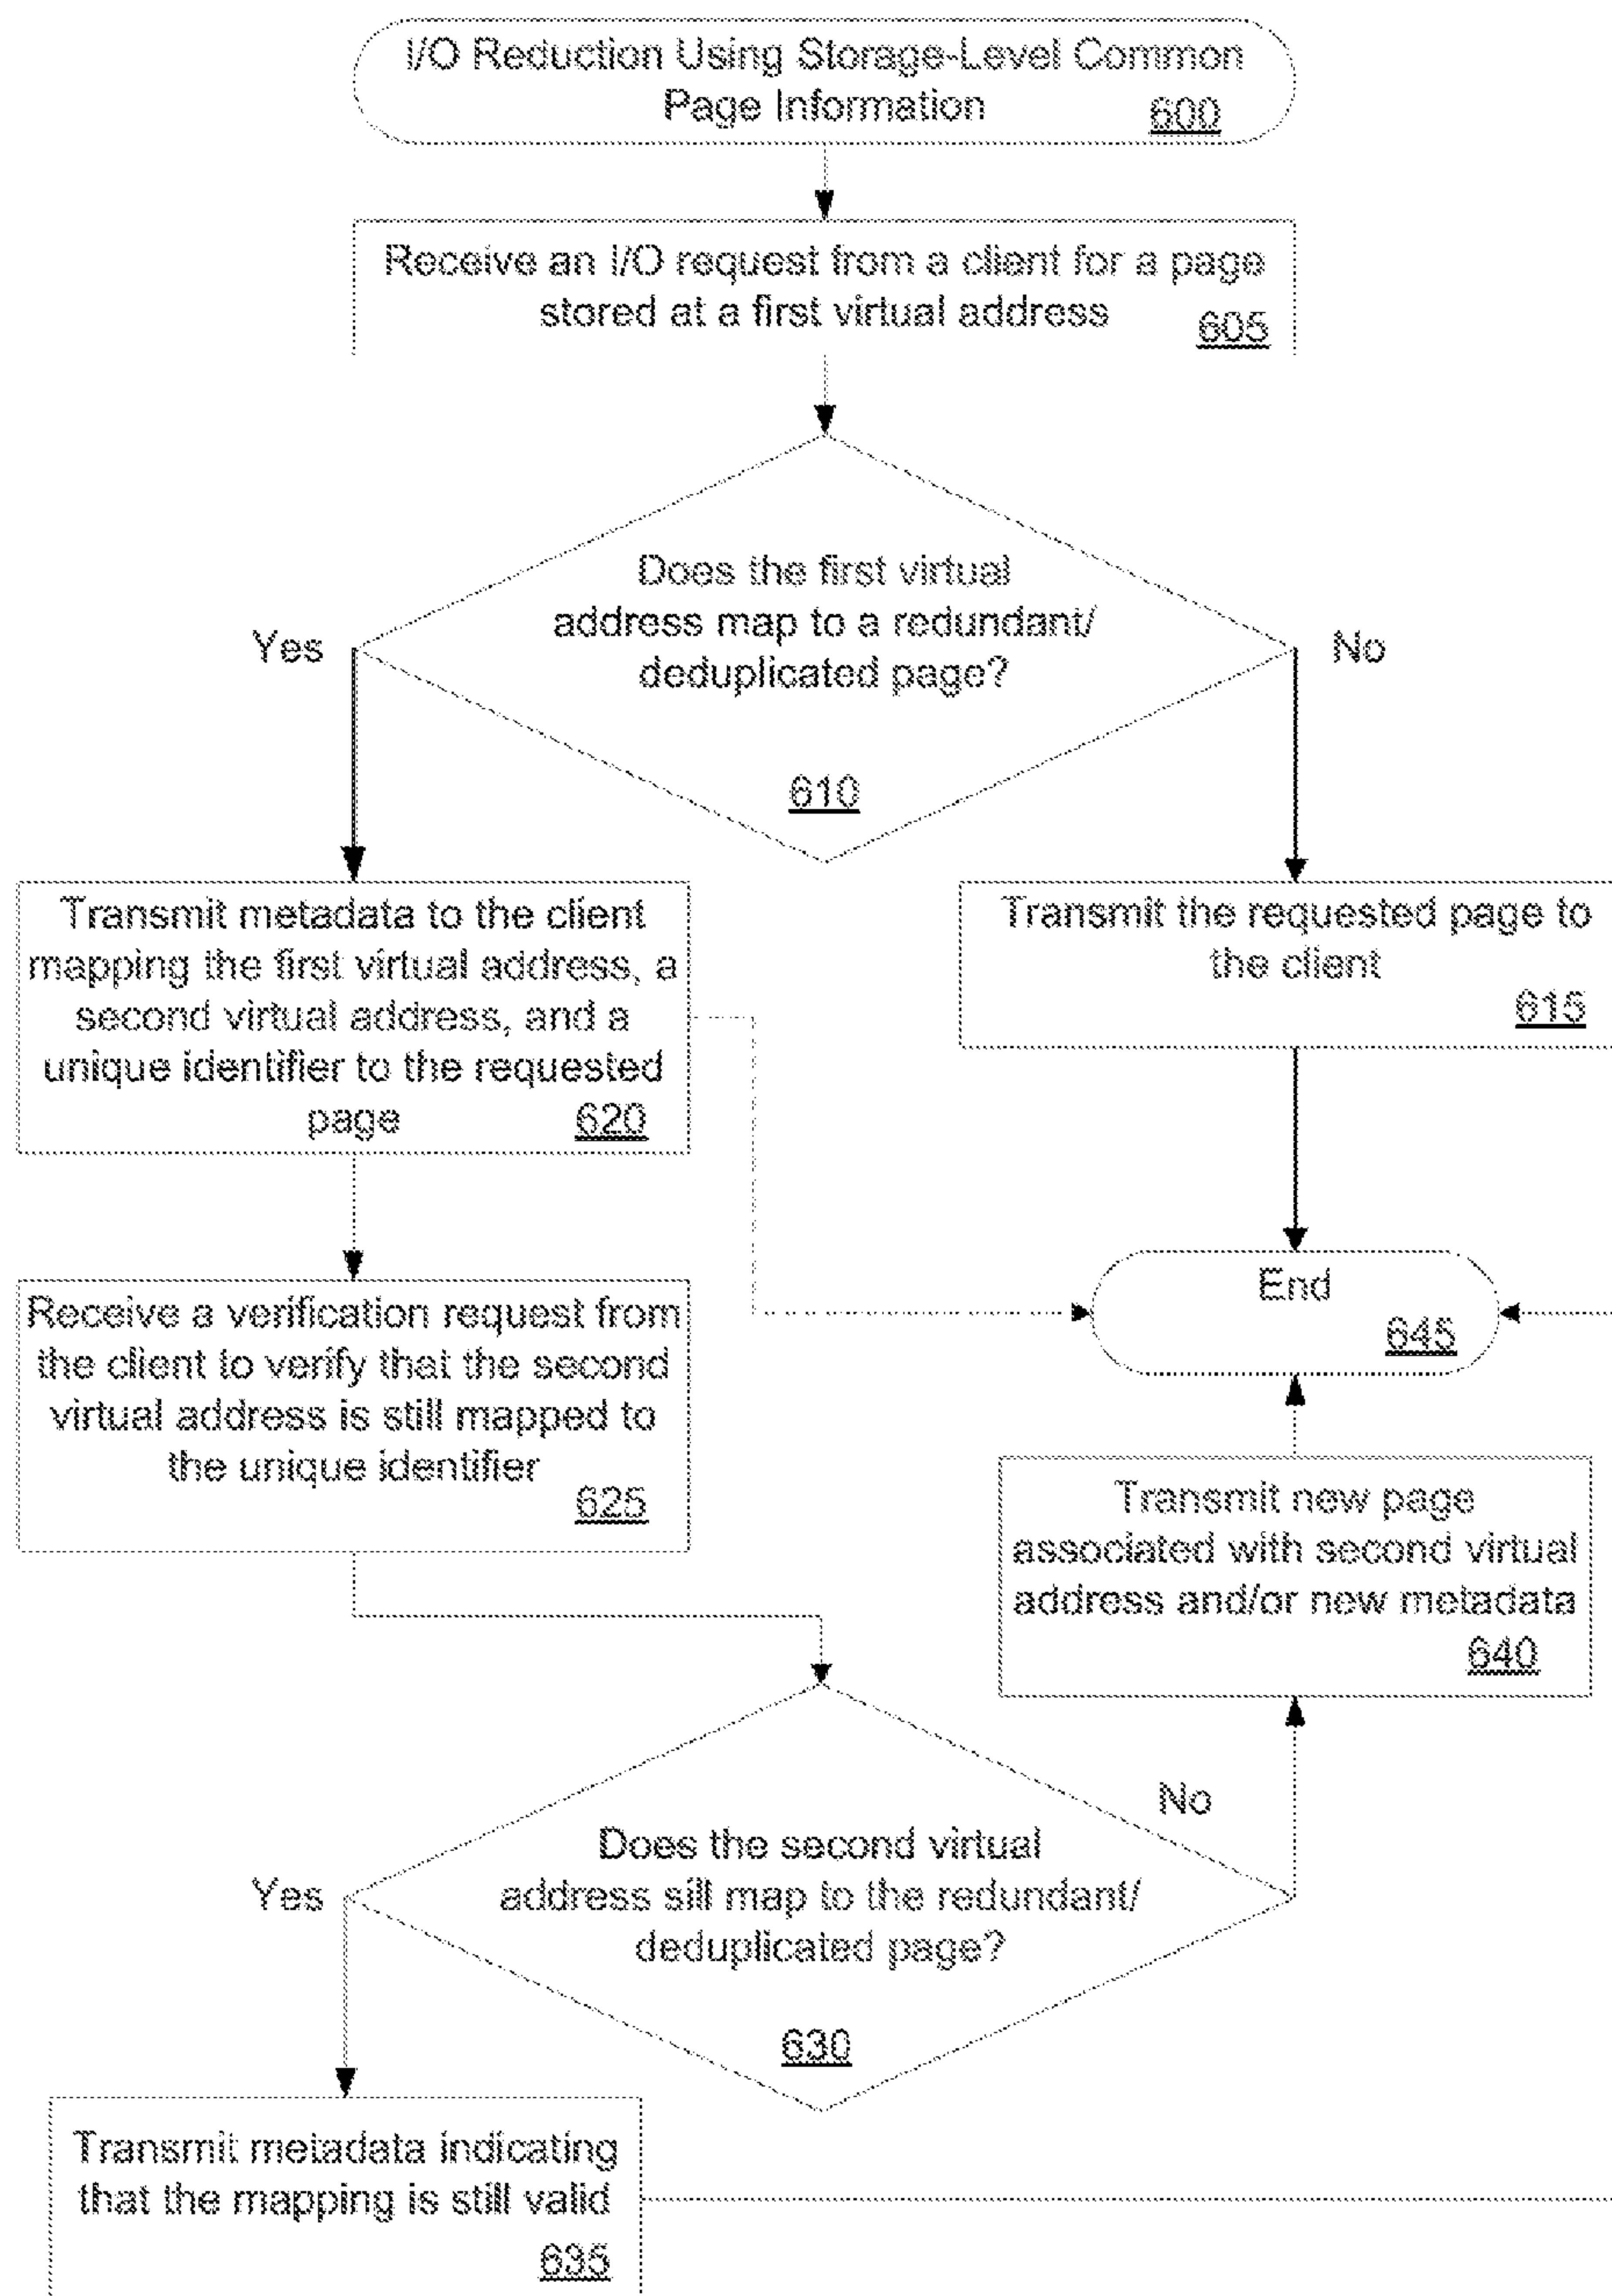 I/O Reduction Using Storage-Level Common
Page Information
600
Receive an I/O request from a client for a page
stored at a first virtual address
605
Does the first virtual
address map to a redundant/
deduplicated page?
610
Yes
No
Transmit metadata to the client
mapping the first virtual address, a
second virtual address, and a
unique identifier to the requested
page
620
Transmit the requested page to
the client
615
Receive a verification request from
the client to verify that the second
virtual address is still mapped to
the unique identifier
625
End
645
Transmit new page
associated with second virtual
address and/or new metadata
640
Does the second virtual
address sill map to the redundant/
deduplicated page?
630
Yes
No
Transmit metadata indicating
that the mapping is still valid
635